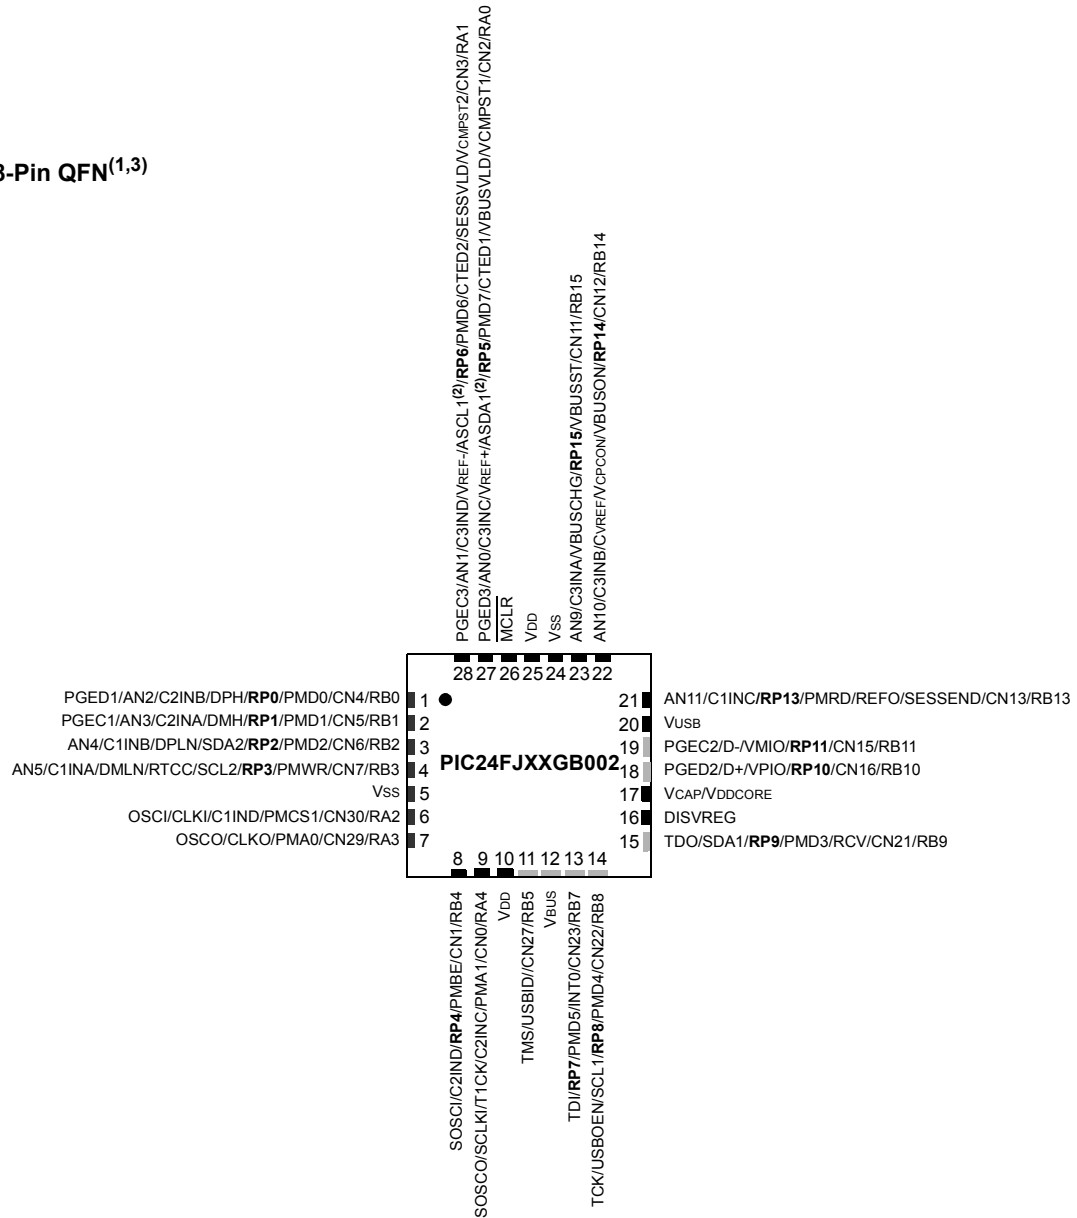 8-Pin QFN(1,3)
PGEC3/AN1/C3IND/VREF-/ASCL1(2)/RP6/PMD6/CTED2/SESSVLD/VCMPST2/CN3/RA1
PGED3/AN0/C3INC/VREF+/ASDA1(2)/RP5/PMD7/CTED1/VBUSVLD/VCMPST1/CN2/RA0
MCLR
VDD
VSS
AN9/C3INA/VBUSCHG/RP15/VBUSST/CN11/RB15
AN10/C3INB/CVREF/VCPCON/VBUSON/RP14/CN12/RB14
28 27 26 25 24 23 22
PGED1/AN2/C2INB/DPH/RP0/PMD0/CN4/RB0 1
PGEC1/AN3/C2INA/DMH/RP1/PMD1/CN5/RB1 2
AN4/C1INB/DPLN/SDA2/RP2/PMD2/CN6/RB2 3
AN5/C1INA/DMLN/RTCC/SCL2/RP3/PMWR/CN7/RB3 4
VSS 5
OSCI/CLKI/C1IND/PMCS1/CN30/RA2 6
OSCO/CLKO/PMA0/CN29/RA3 7
PIC24FJXXGB002
21 AN11/C1INC/RP13/PMRD/REFO/SESSEND/CN13/RB13
20 VUSB
19 PGEC2/D-/VMIO/RP11/CN15/RB11
18 PGED2/D+/VPIO/RP10/CN16/RB10
17 VCAP/VDDCORE
16 DISVREG
15 TDO/SDA1/RP9/PMD3/RCV/CN21/RB9
8 9 10 11 12 13 14
SOSCI/C2IND/RP4/PMBE/CN1/RB4
SOSCO/SCLKI/T1CK/C2INC/PMA1/CN0/RA4
VDD
TMS/USBID//CN27/RB5
VBUS
TDI/RP7/PMD5/INT0/CN23/RB7
TCK/USBOEN/SCL1/RP8/PMD4/CN22/RB8